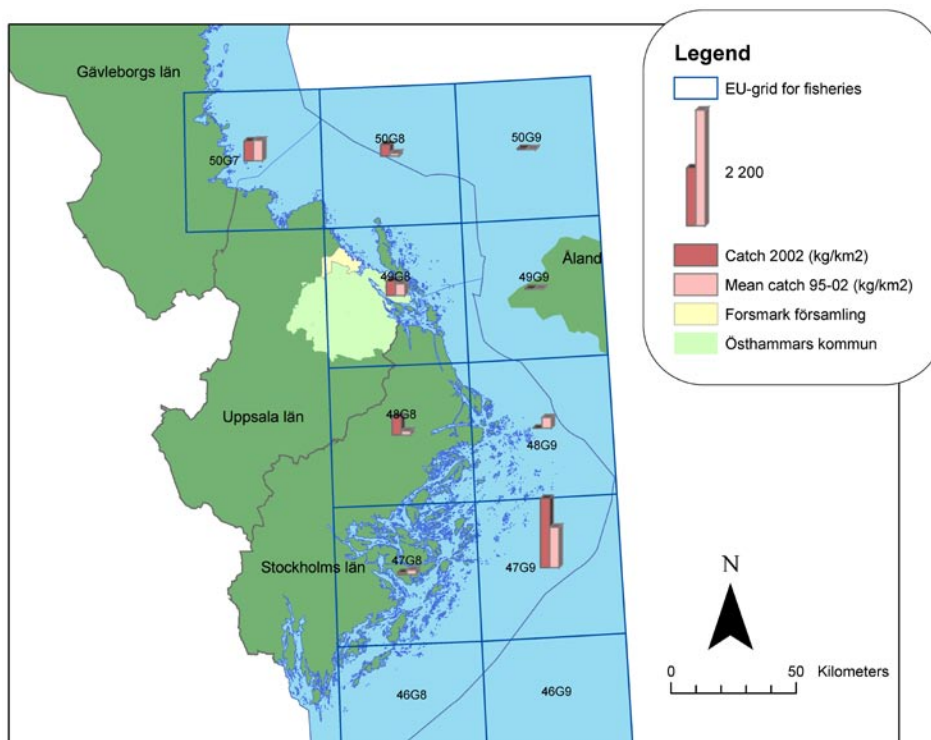 Gävleborgs län
50G7
50G8
50G9
49G8
49G9
Åland
Uppsala län
48G8
48G9
Stockholms län
47G8
47G9
46G8
46G9
Legend
EU-grid for fisheries
2 200
Catch 2002 (kg/km2)
Mean catch 95-02 (kg/km2)
Forsmark församling
Östhammars kommun
N
0 50 Kilometers